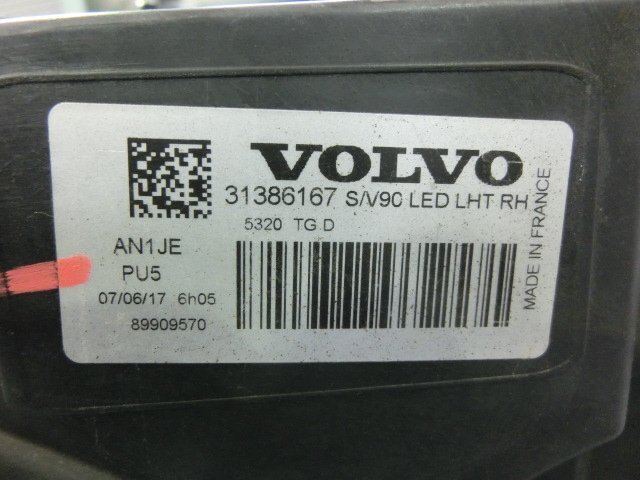 VOLVO
31386167 S/V90 LED LHT RH
5320 TG.D
AN1JE
PU5
07/06/17 6h05
89909570
MADE IN FRANCE